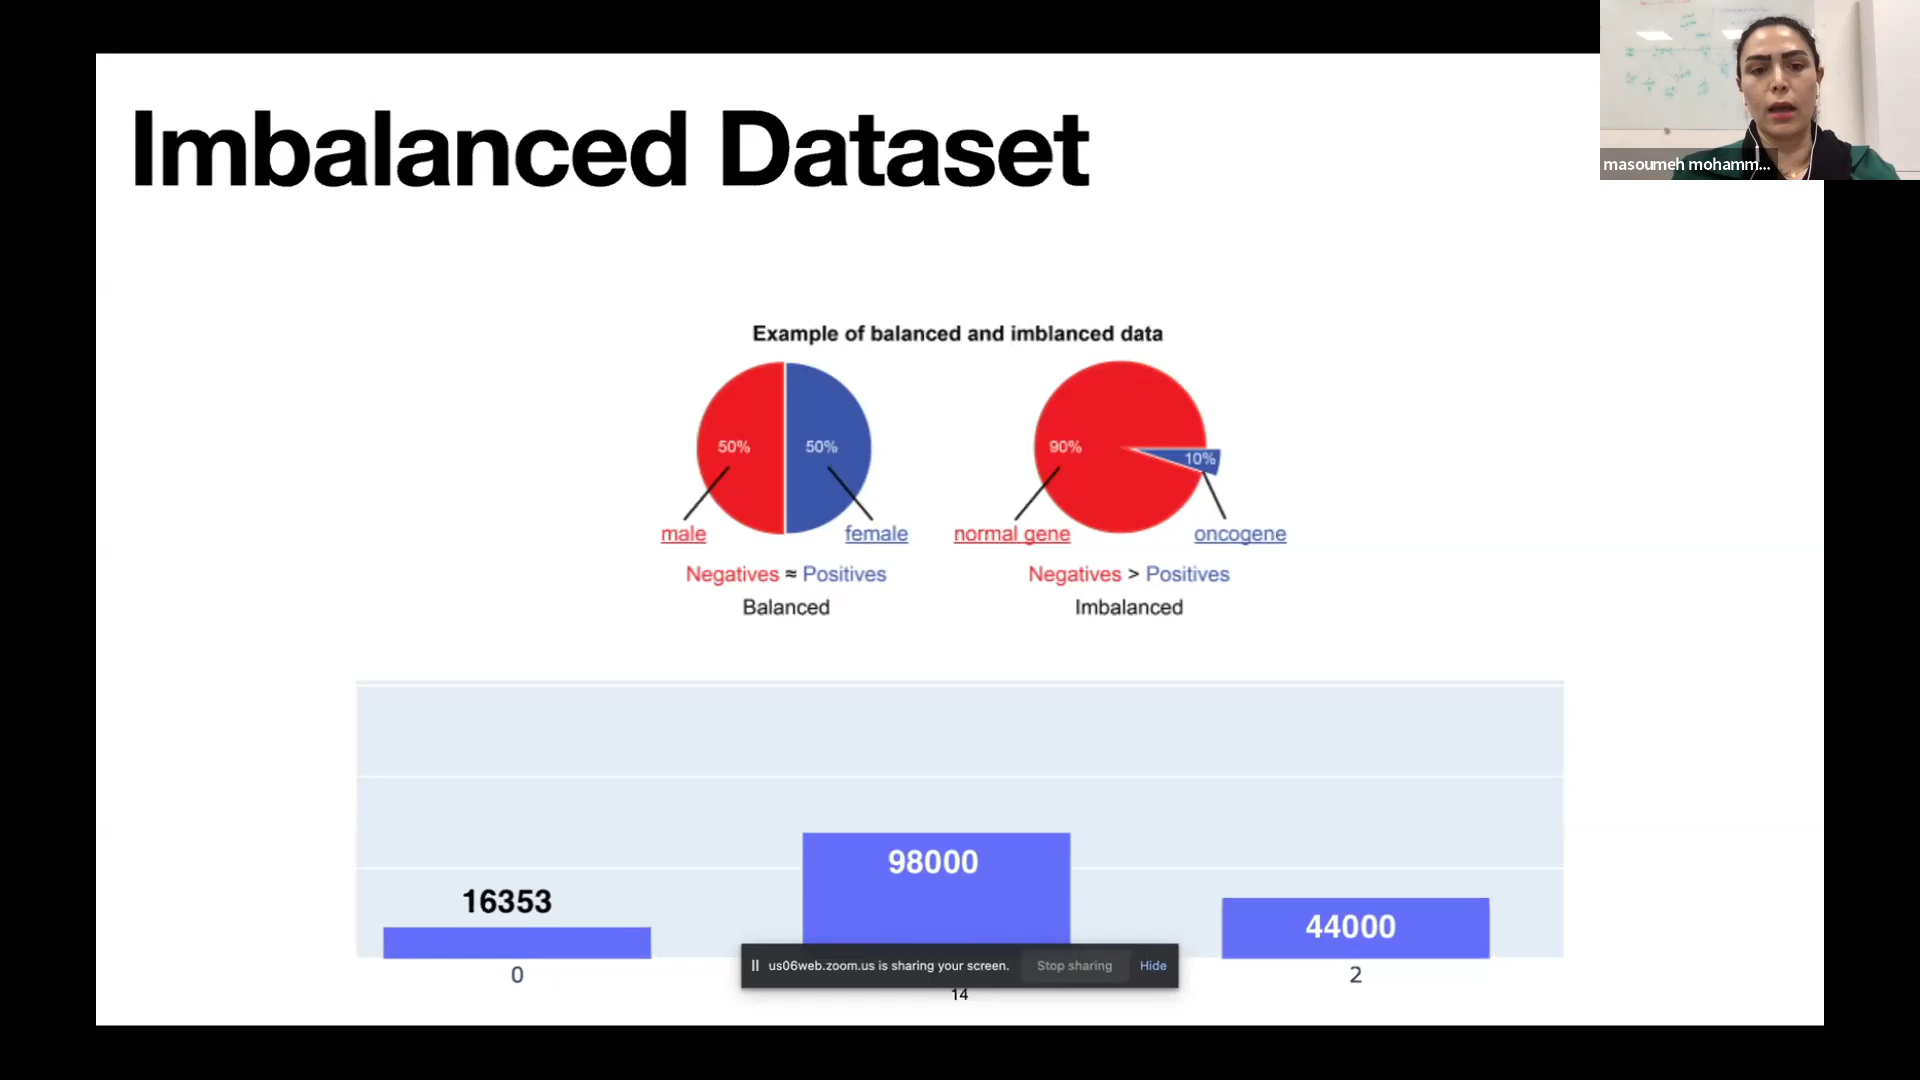 Imbalanced Dataset
masoumeh mohamm...
Example of balanced and imblanced data
50% 50%
90% 10%
male female
normal gene oncogene
Negatives ≈ Positives
Negatives > Positives
Balanced
Imbalanced
16353
98000
44000
us06web.zoom.us is sharing your screen. Stop sharing Hide
0 2
14